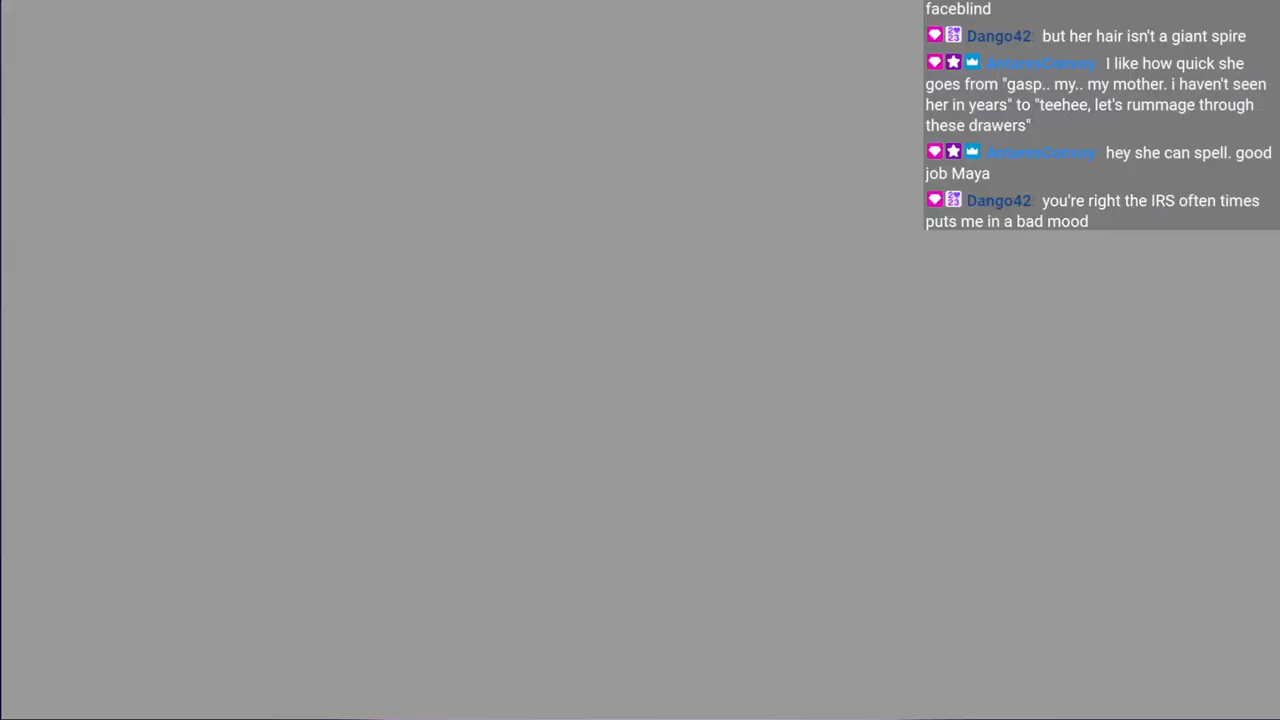 faceblind
Dango42: but her hair isn't a giant spire
AntaresConvoy I like how quick she
goes from "gasp.. my.. my mother. i haven't seen
her in years" to "teehee, let's rummage through
these drawers"
AntaresConvoy hey she can spell. good
job Maya
Dango42: you're right the IRS often times
puts me in a bad mood